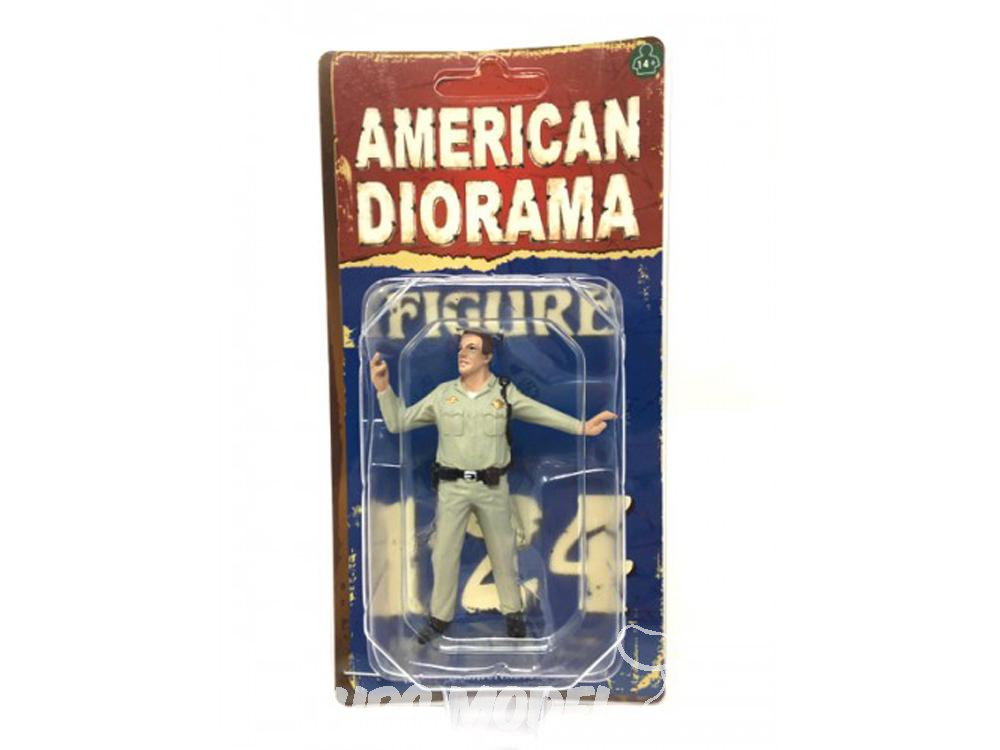 14+
AMERICAN
DIORAMA
FIGURE
1:24